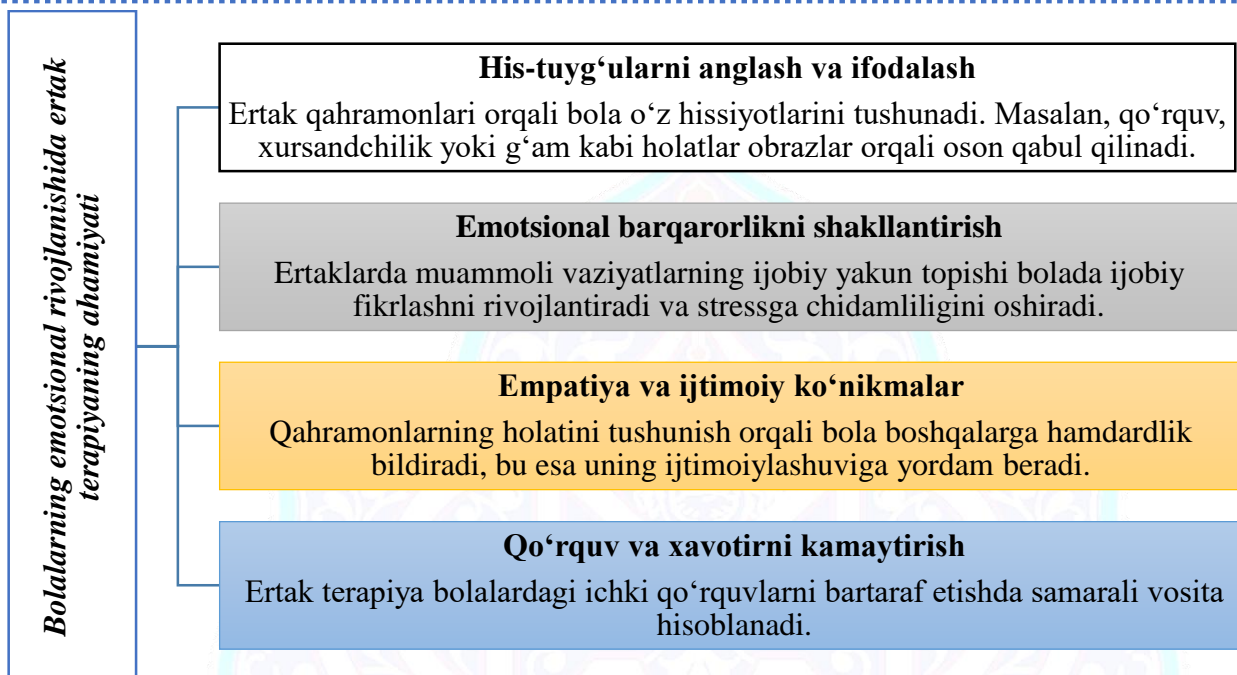 Bolalarning emotsional rivojlanishida ertak
terapiyaning ahamiyati
His-tuyg‘ularni anglash va ifodalash
Ertak qahramonlari orqali bola o‘z hissiyotlarini tushunadi. Masalan, qo‘rquv,
xursandchilik yoki g‘am kabi holatlar obrazlar orqali oson qabul qilinadi.
Emotsional barqarorlikni shakllantirish
Ertaklarda muammoli vaziyatlarning ijobiy yakun topishi bolada ijobiy
fikrlashni rivojlantiradi va stressga chidamliligini oshiradi.
Empatiya va ijtimoiy ko‘nikmalar
Qahramonlarning holatini tushunish orqali bola boshqalarga hamdardlik
bildiradi, bu esa uning ijtimoiylashuviga yordam beradi.
Qo‘rquv va xavotirni kamaytirish
Ertak terapiya bolalardagi ichki qo‘rquvlarni bartaraf etishda samarali vosita
hisoblanadi.